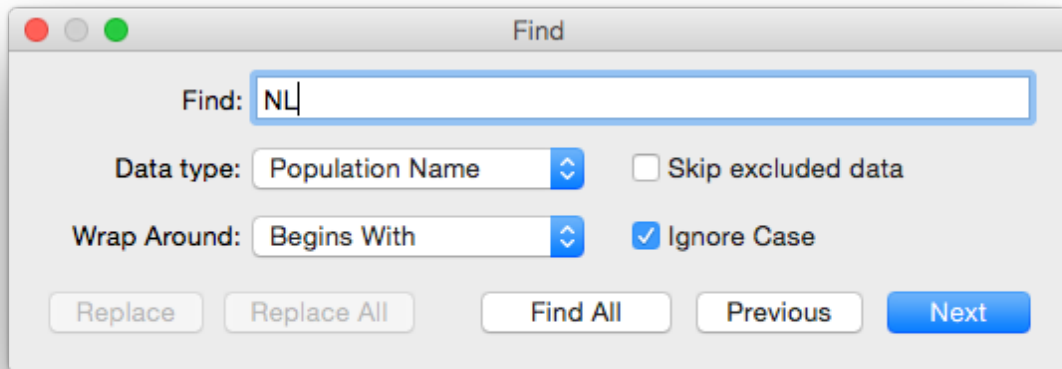 Find
Find: NL
Data type: Population Name Skip excluded data
Wrap Around: Begins With Ignore Case
Replace Replace All Find All Previous Next